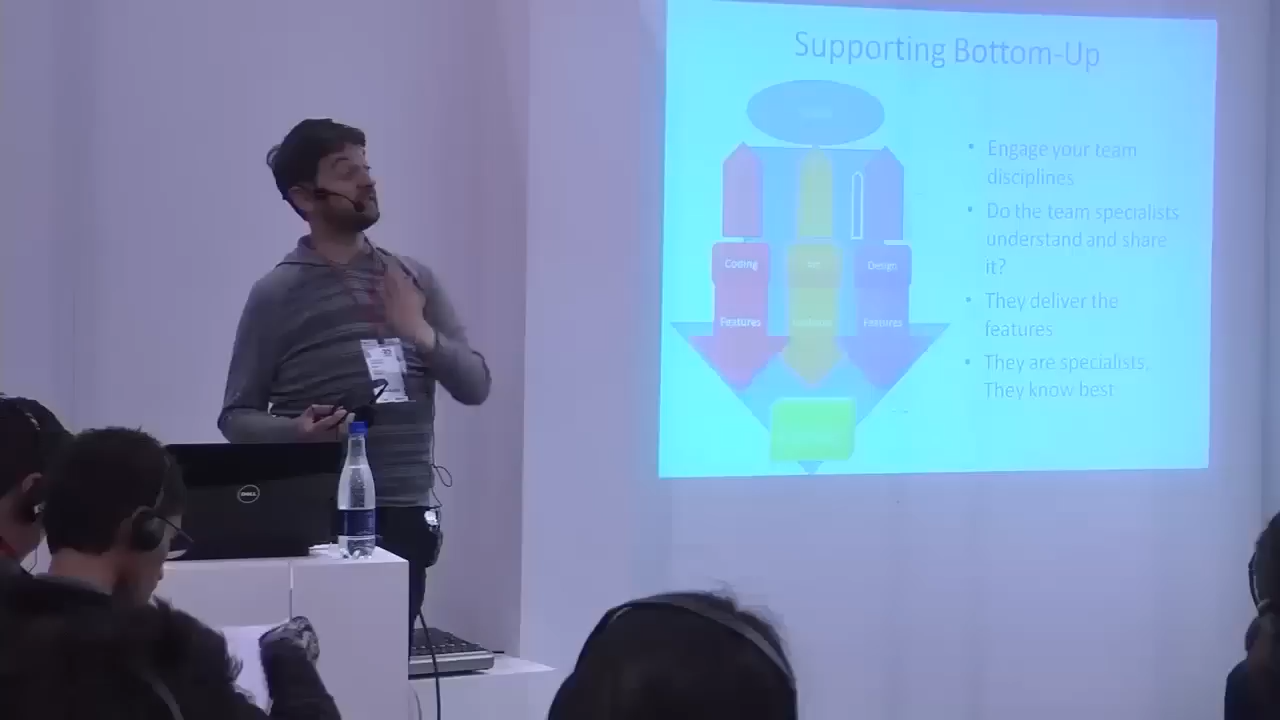 Supporting Bottom-Up
Coding
Art
Design
Features
Features
• Engage your team
disciplines
• Do the team specialists
understand and share
it?
• They deliver the
features
• They are specialists,
They know best
DELL